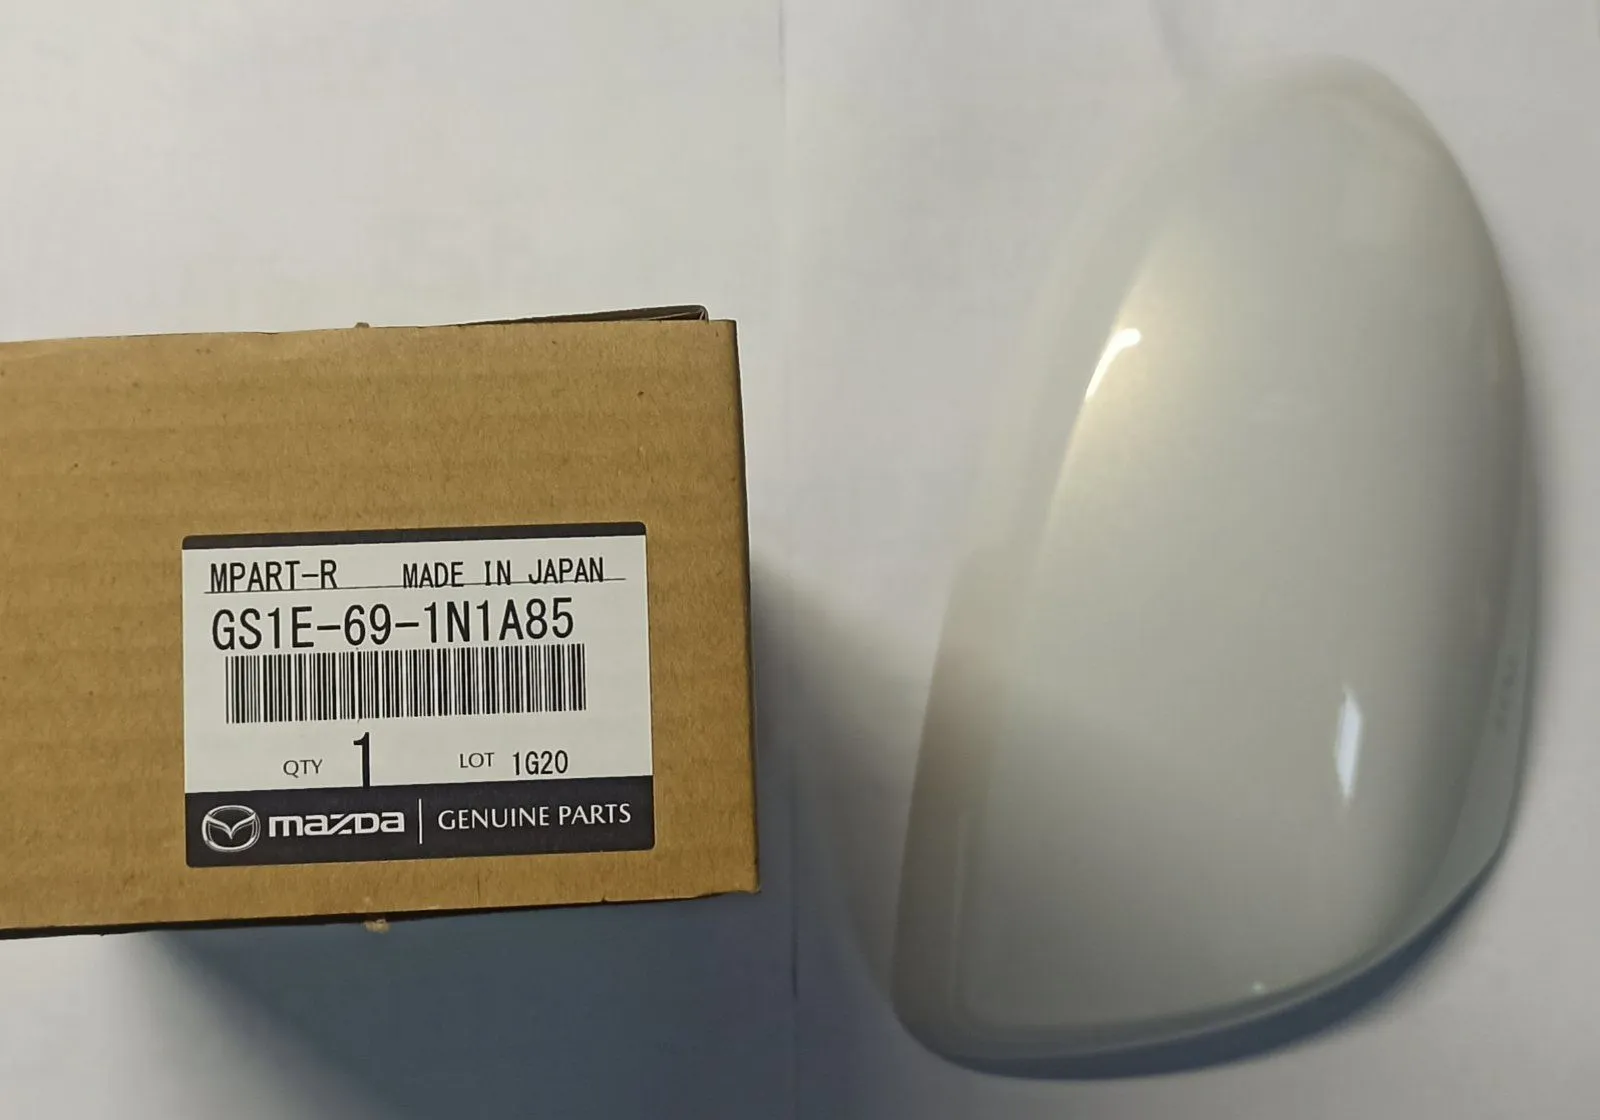 MPART-R MADE IN JAPAN
GS1E-69-1N1A85
QTY 1 LOT 1G20
mazda GENUINE PARTS